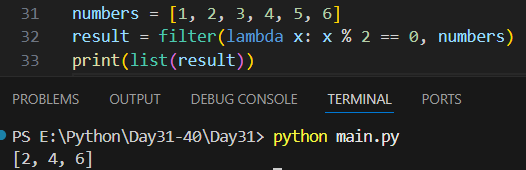 31 numbers = [1, 2, 3, 4, 5, 6]
32 result = filter(lambda x: x % 2 == 0, numbers)
33 print(list(result))
PROBLEMS OUTPUT DEBUG CONSOLE TERMINAL PORTS
PS E:\Python\Day31-40\Day31> python main.py
[2, 4, 6]